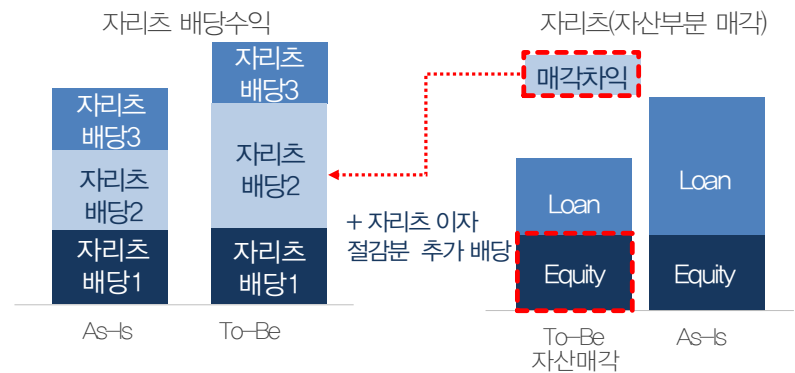 자리츠 배당수익
자리츠
배당3
자리츠
배당2
자리츠
배당1
As-Is
자리츠
배당3
자리츠
배당2
자리츠
배당1
To-Be
+ 자리츠 이자
절감분 추가 배당
자리츠(자산부분 매각)
매각차익
Loan
Equity
To-Be
자산매각
Loan
Equity
As-Is